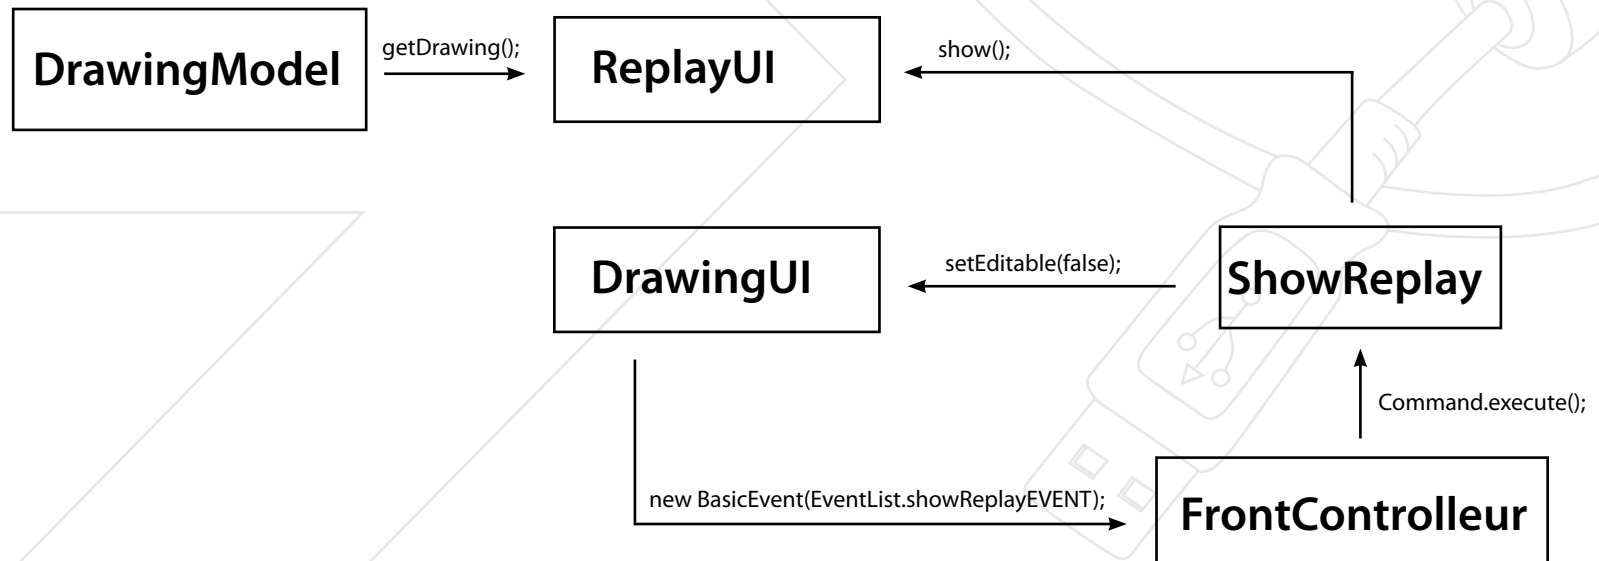 DrawingModel
getDrawing();
ReplayUI
show();
DrawingUI
setEditable(false);
ShowReplay
Command.execute();
new BasicEvent(EventList.showReplayEVENT);
FrontControlleur